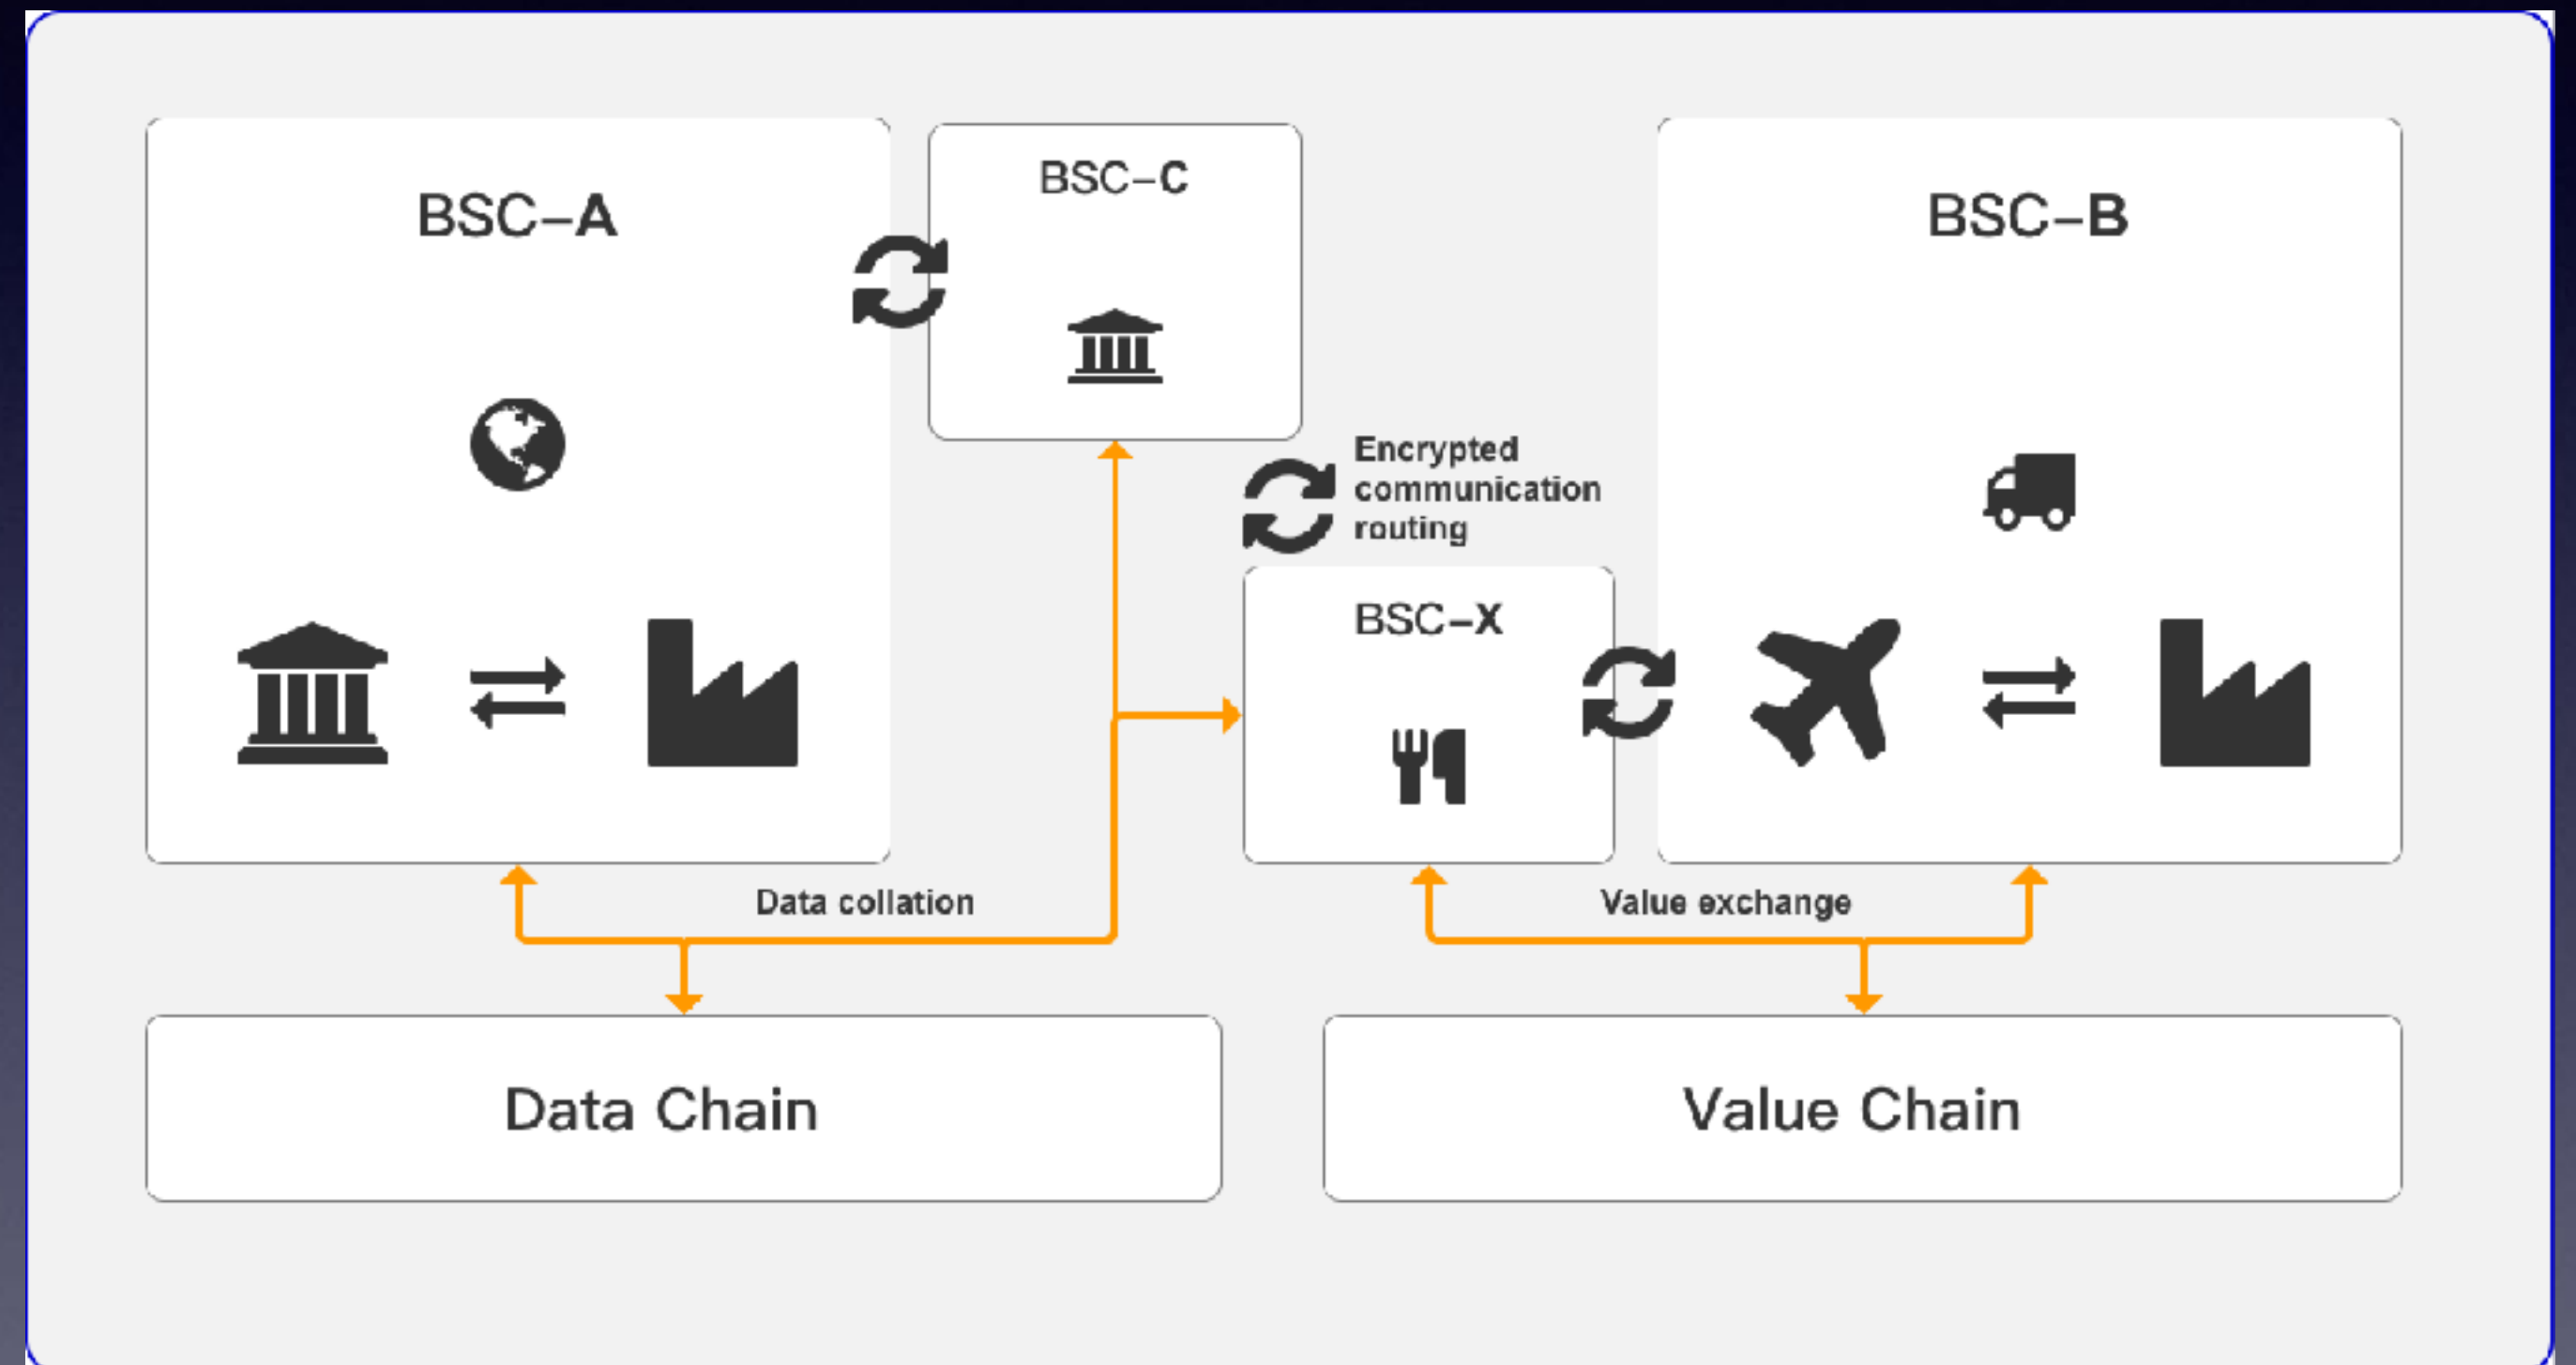 BSC–A
BSC–C
BSC–B
Encrypted
communication
routing
BSC–X
Data collation
Value exchange
Data Chain
Value Chain